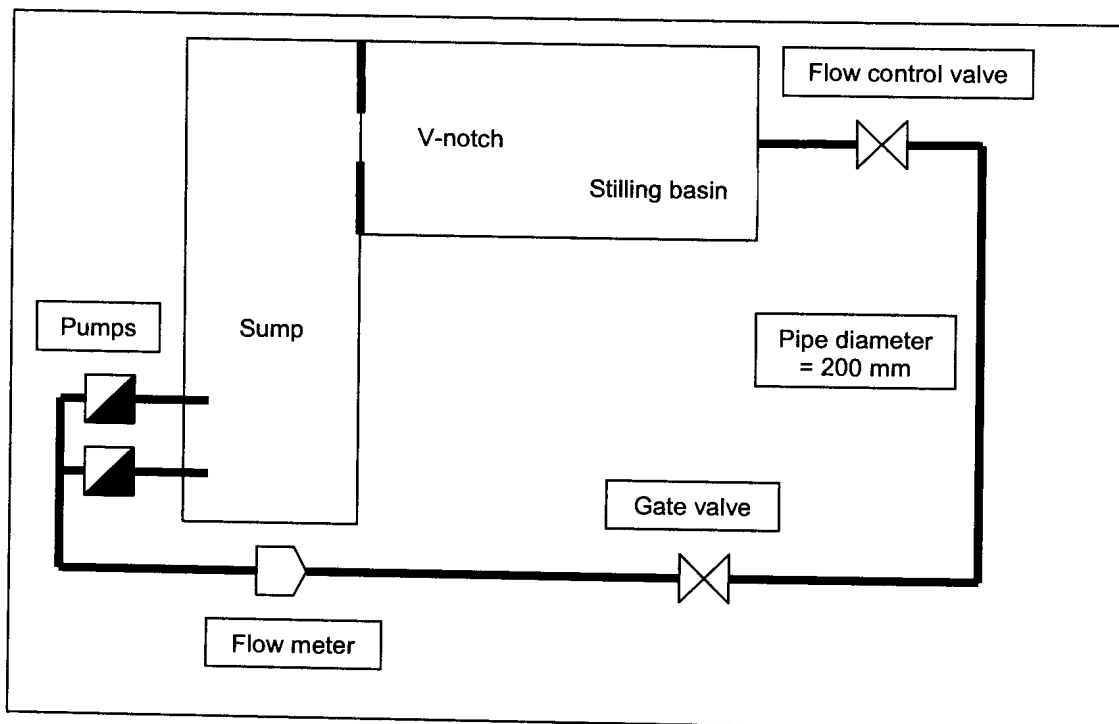 Flow control valve
V-notch
Stilling basin
Pumps
Sump
Pipe diameter
= 200 mm
Gate valve
Flow meter